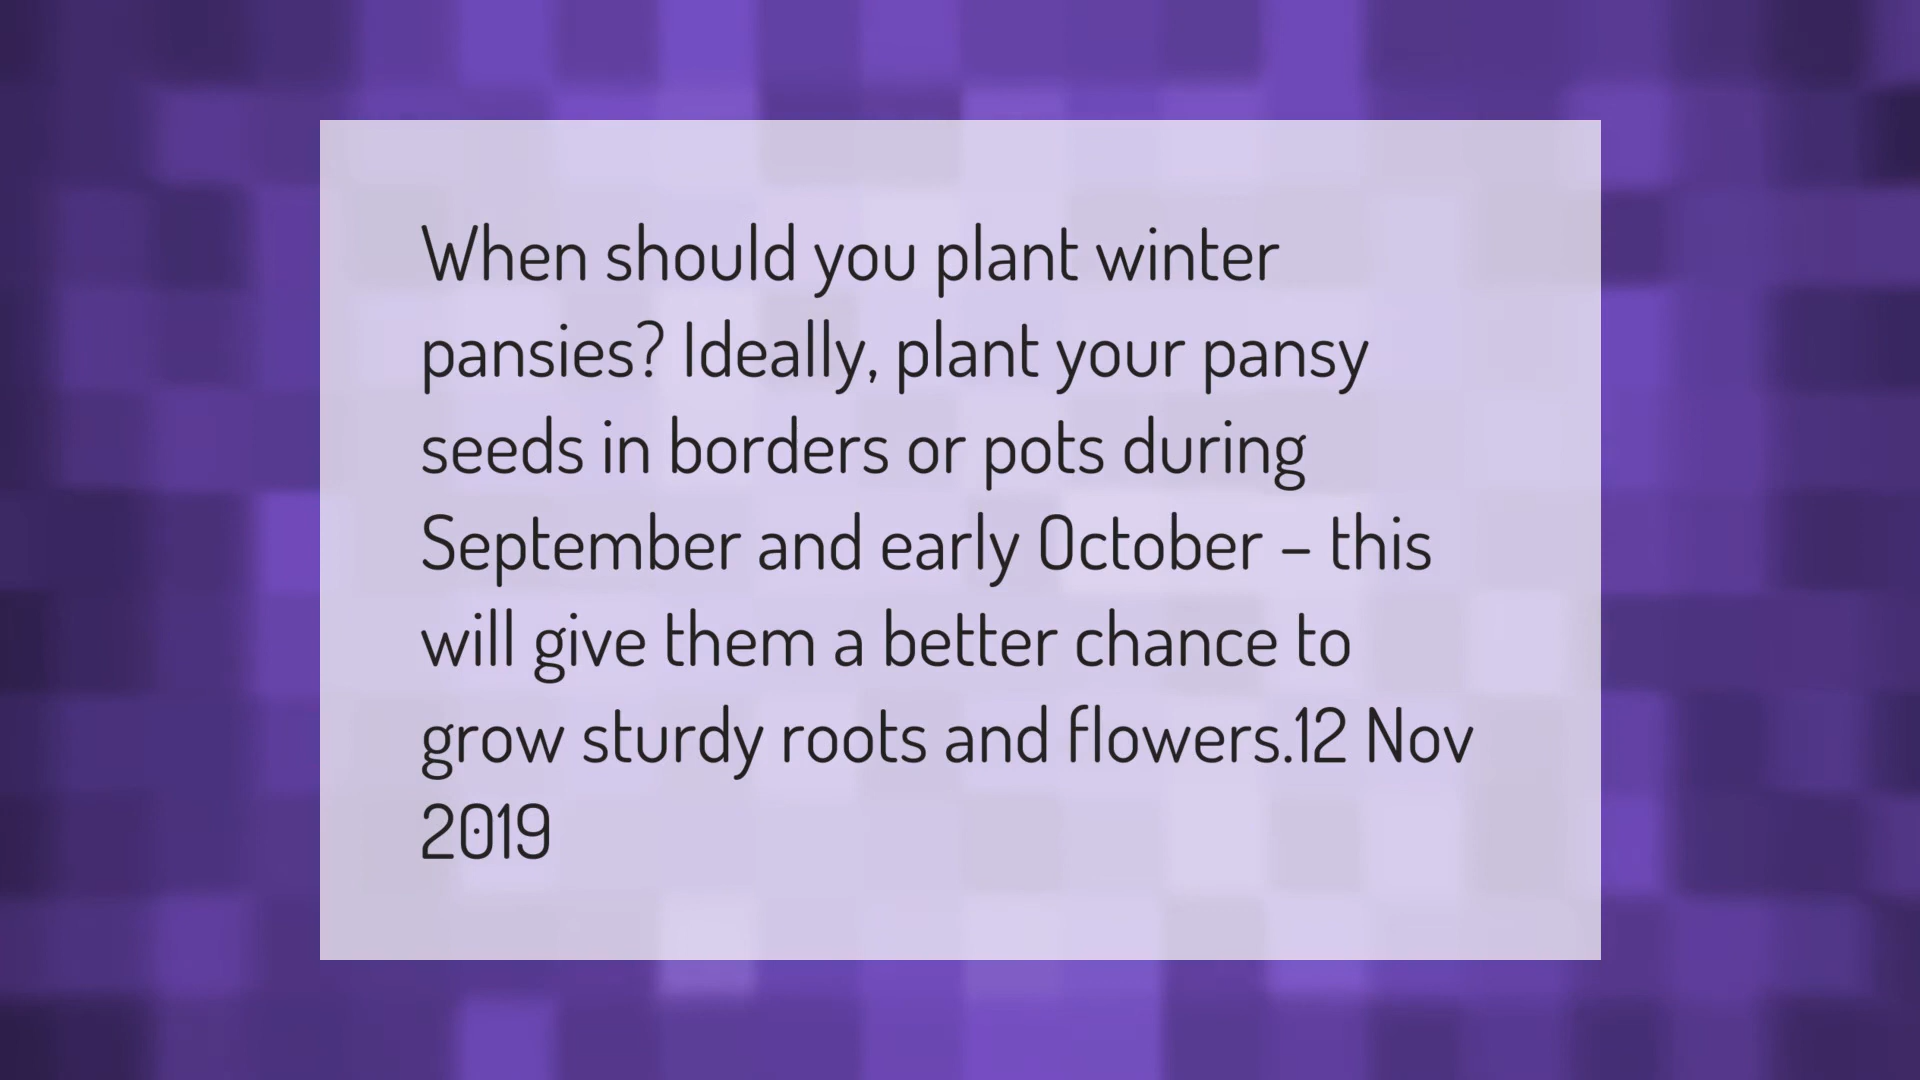 When should you plant winter
pansies? Ideally, plant your pansy
seeds in borders or pots during
September and early October – this
will give them a better chance to
grow sturdy roots and flowers.12 Nov
2019